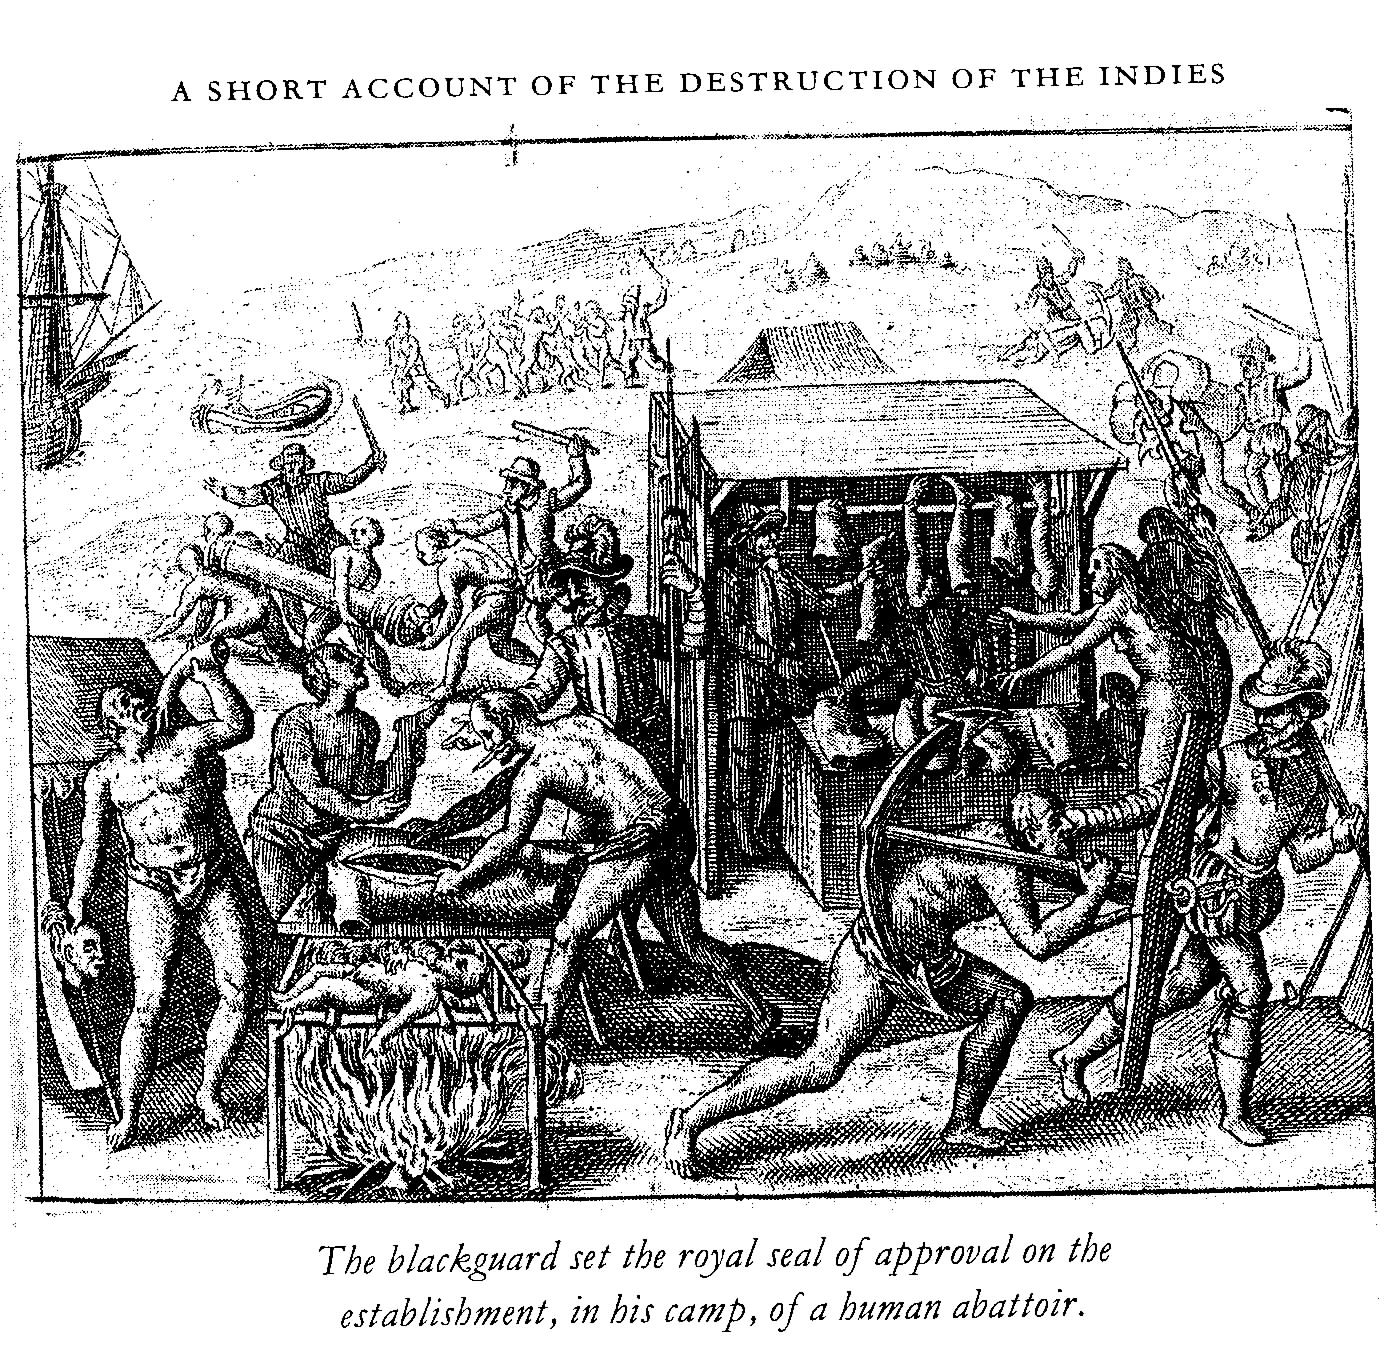 A SHORT ACCOUNT OF THE DESTRUCTION OF THE INDIES
The blackguard set the royal seal of approval on the
establishment, in his camp, of a human abattoir.